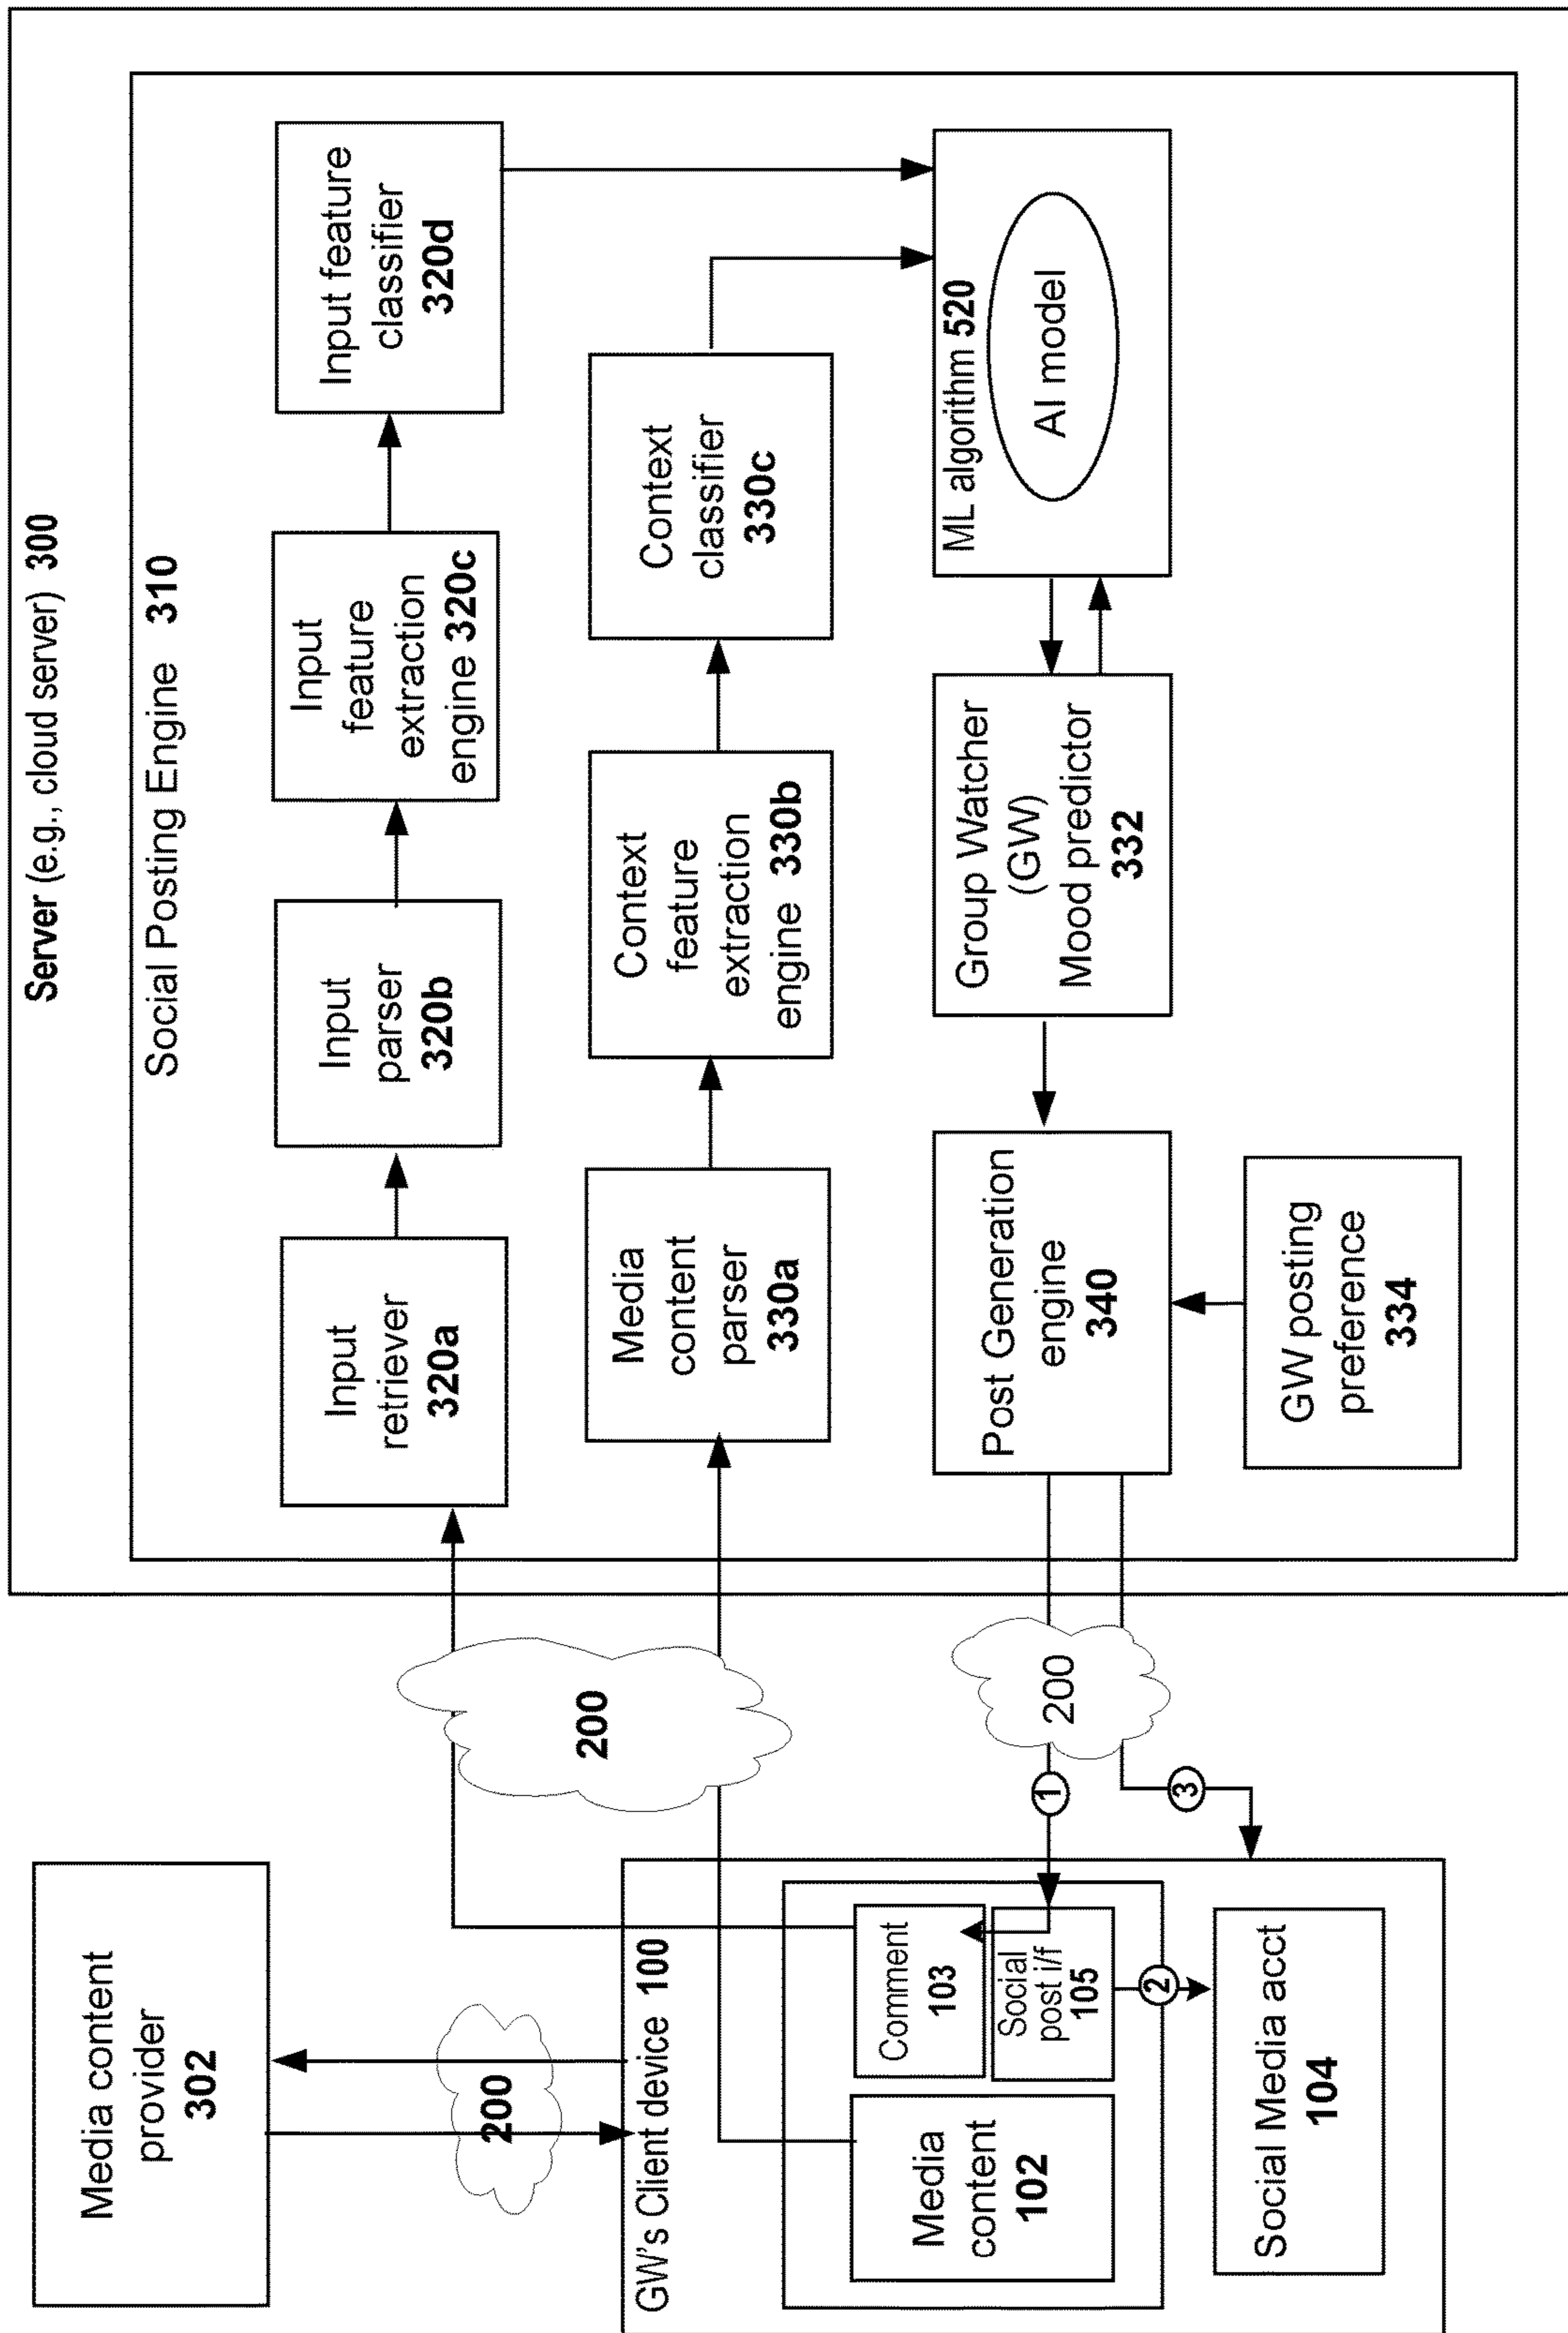 Server (e.g., cloud server) 300
Social Posting Engine 310
Media content
provider
302
200
GW's Client device 100
Media
content
102
Comment
103
Social
post i/f
105
Social Media acct
104
200
200
1
2
3
Input
retriever
320a
Input
parser
320b
Input
feature
extraction
engine 320c
Input feature
classifier
320d
Media
content
parser
330a
Context
feature
extraction
engine 330b
Context
classifier
330c
ML algorithm 520
AI model
Group Watcher
(GW)
Mood predictor
332
Post Generation
engine
340
GW posting
preference
334